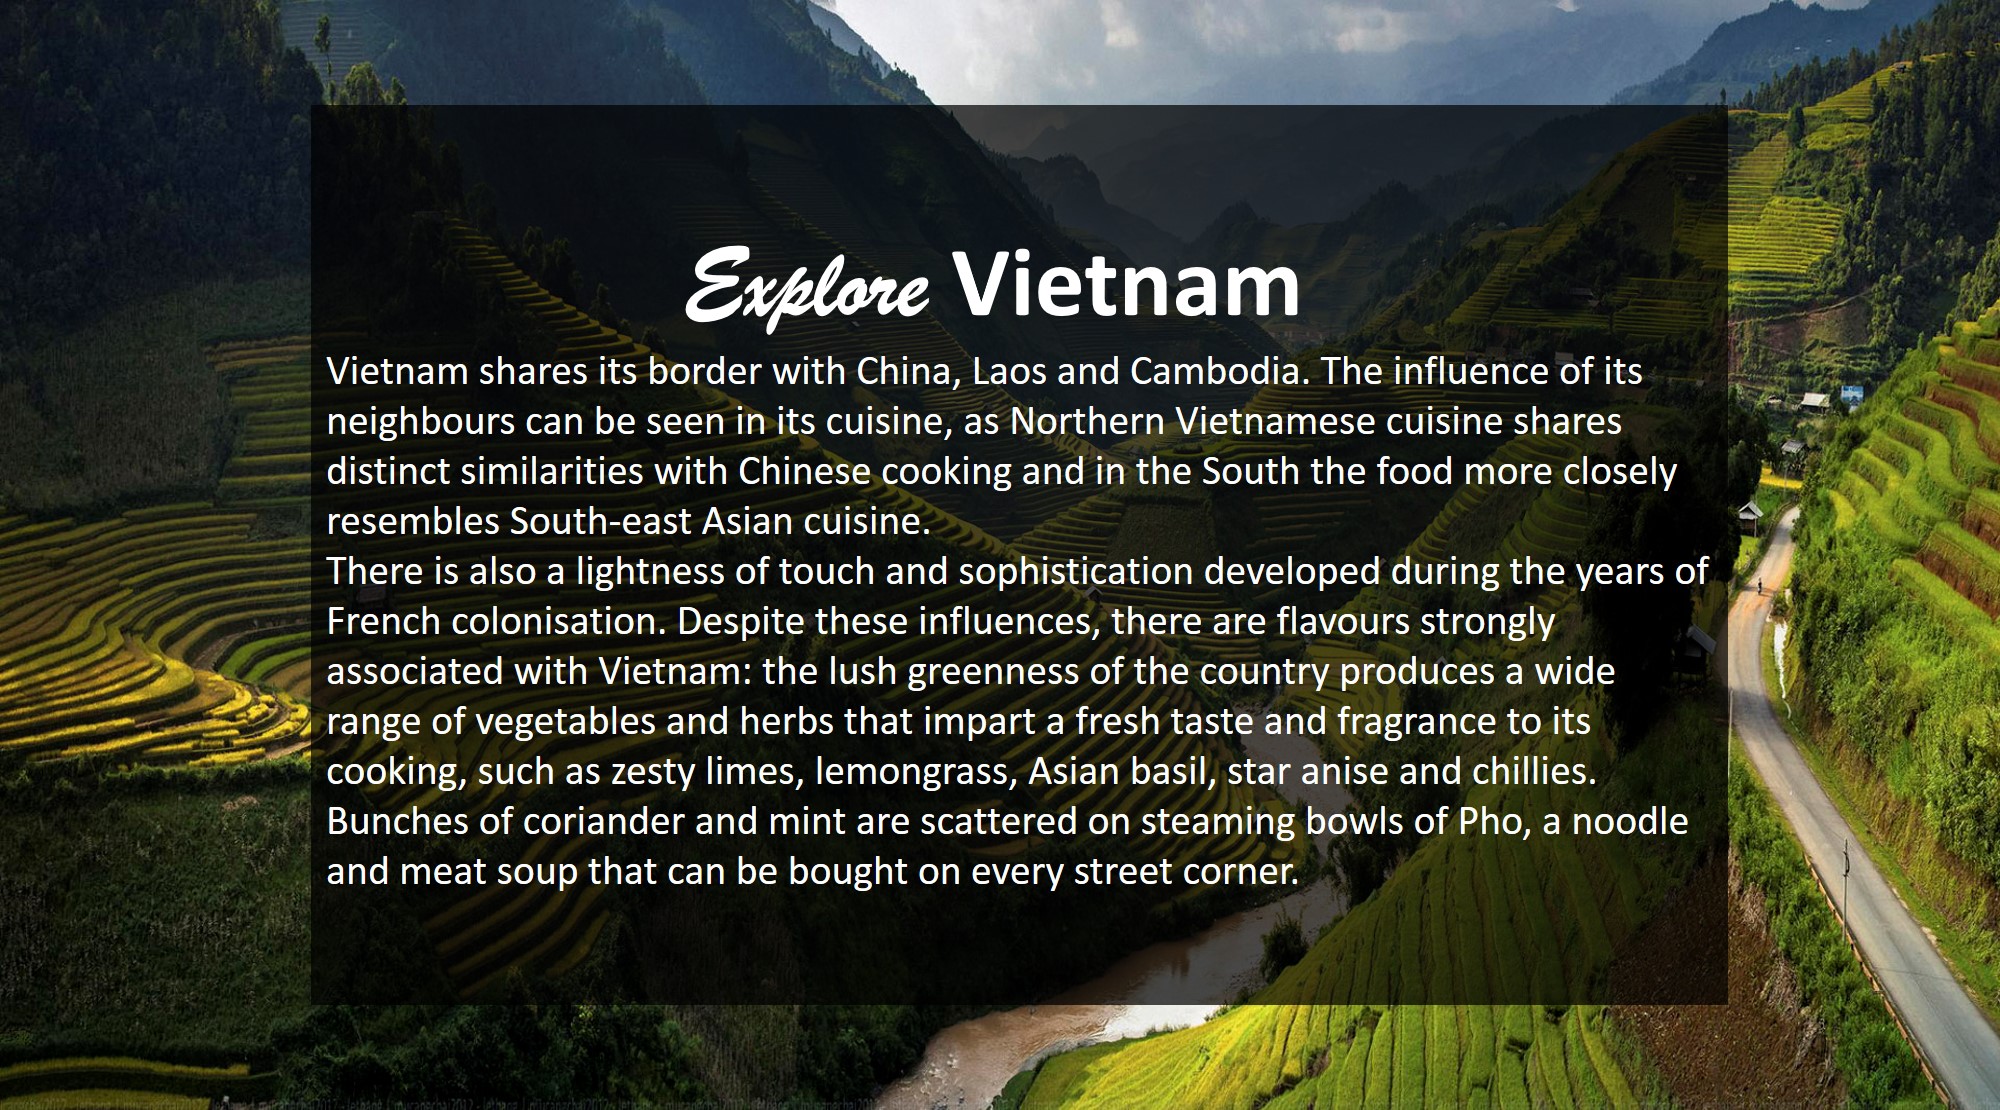 Explore Vietnam
Vietnam shares its border with China, Laos and Cambodia. The influence of its
neighbours can be seen in its cuisine, as Northern Vietnamese cuisine shares
distinct similarities with Chinese cooking and in the South the food more closely
resembles South-east Asian cuisine.
There is also a lightness of touch and sophistication developed during the years of
French colonisation. Despite these influences, there are flavours strongly
associated with Vietnam: the lush greenness of the country produces a wide
range of vegetables and herbs that impart a fresh taste and fragrance to its
cooking, such as zesty limes, lemongrass, Asian basil, star anise and chillies.
Bunches of coriander and mint are scattered on steaming bowls of Pho, a noodle
and meat soup that can be bought on every street corner.